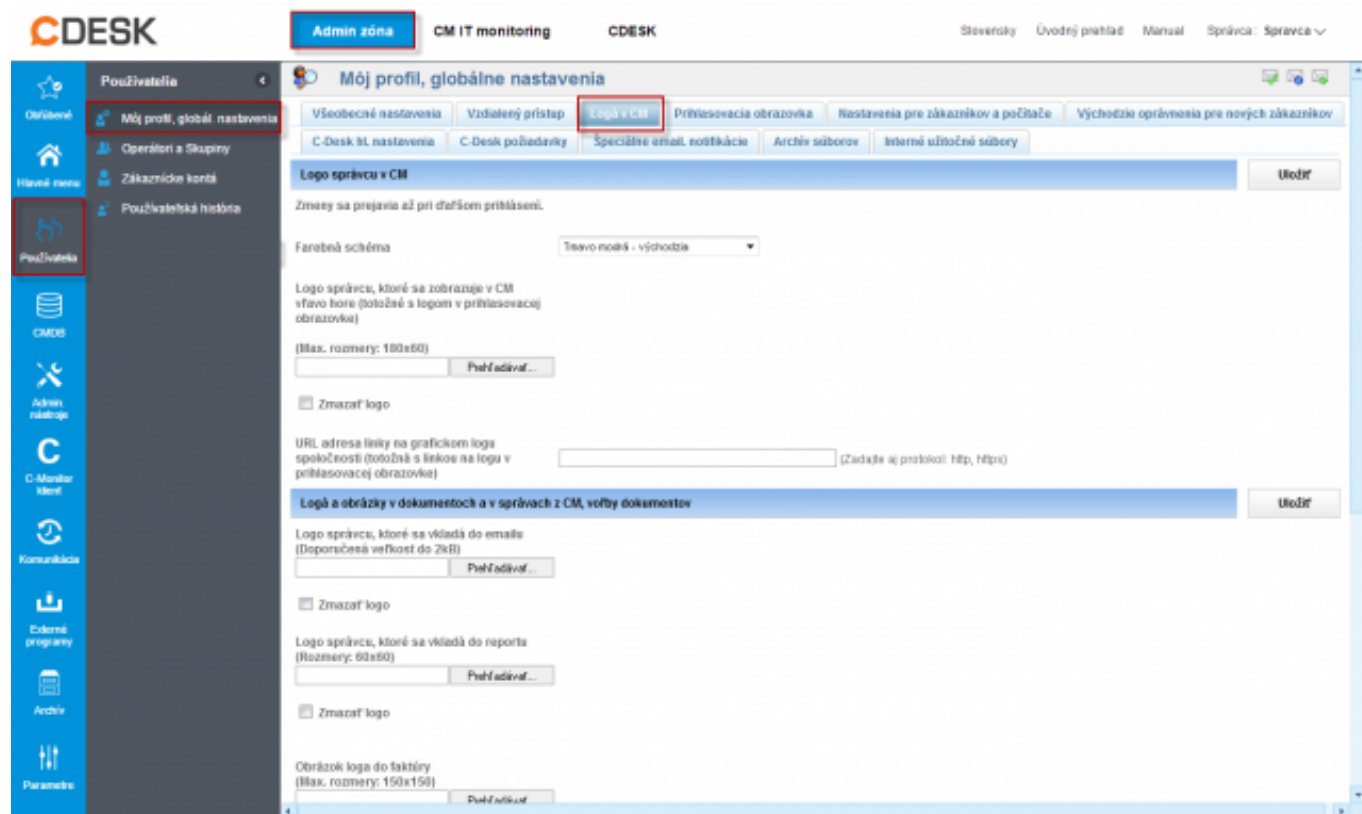 CDESK
Admin zóna
CM IT monitoring
CDESK
Slovensky
Úvodný prehľad
Manual
Správca: Spravca
Obľúbené
Hlavné menu
Používatelia
CMDB
Admin. nástroje
C
C-Monitor klient
Komunikácia
Externé programy
Archív
Parametre
Používatelia
Môj profil, globál. nastavenia
Operátori a Skupiny
Zákaznícke kontá
Používateľská história
Môj profil, globálne nastavenia
Všeobecné nastavenia
Vzdialený prístup
Logá v CM
Prihlasovacia obrazovka
Nastavenia pre zákazníkov a počítače
Východzie oprávnenia pre nových zákazníkov
C-Desk hl. nastavenia
C-Desk požiadavky
Špeciálne email. notifikácie
Archív súborov
Interné užitočné súbory
Logo správcu v CM
Uložiť
Zmeny sa prejavia až pri ďaľšom prihlásení.
Farebná schéma
Tmavo modrá - východzia
Logo správcu, ktoré sa zobrazuje v CM
vľavo hore (totožné s logom v prihlasovacej
obrazovke)
(Max. rozmery: 180x60)
Prehľadávať...
Zmazať logo
URL adresa linky na grafickom logu
spoločnosti (totožná s linkou na logu v
prihlasovacej obrazovke)
(Zadajte aj protokol: http, https)
Logá a obrázky v dokumentoch a v správach z CM, voľby dokumentov
Uložiť
Logo správcu, ktoré sa vkladá do emailu
(Doporučená veľkost do 2kB)
Prehľadávať...
Zmazať logo
Logo správcu, ktoré sa vkladá do reportu
(Rozmery: 60x60)
Prehľadávať...
Zmazať logo
Obrázok loga do faktúry
(Max. rozmery: 150x150)
Prehľadávať...